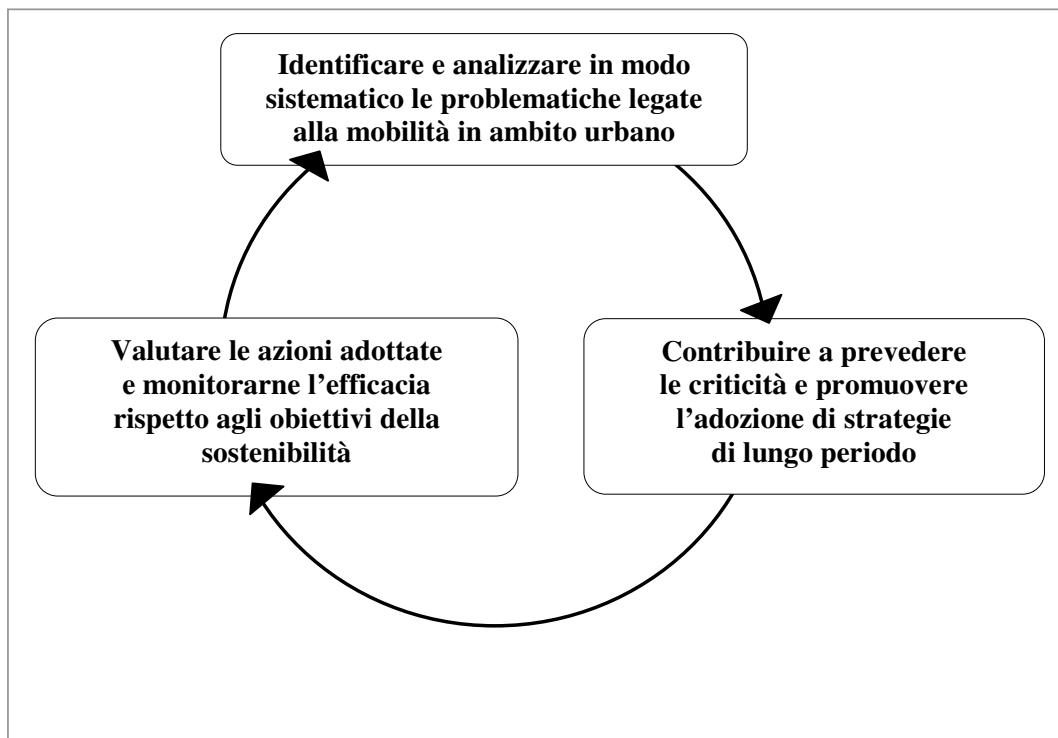 Identificare e analizzare in modo
sistematico le problematiche legate
alla mobilità in ambito urbano
Valutare le azioni adottate
e monitorarne l'efficacia
rispetto agli obiettivi della
sostenibilità
Contribuire a prevedere
le criticità e promuovere
l'adozione di strategie
di lungo periodo